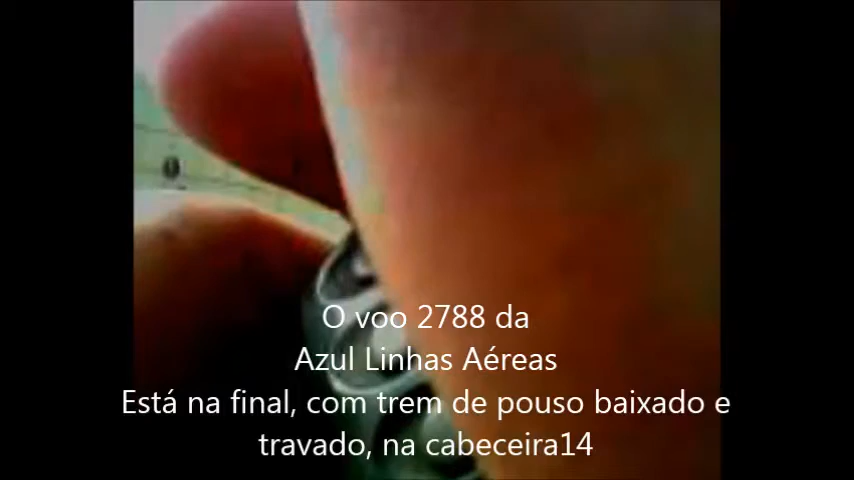 O voo 2788 da
Azul Linhas Aéreas
Está na final, com trem de pouso baixado e
travado, na cabeceira14